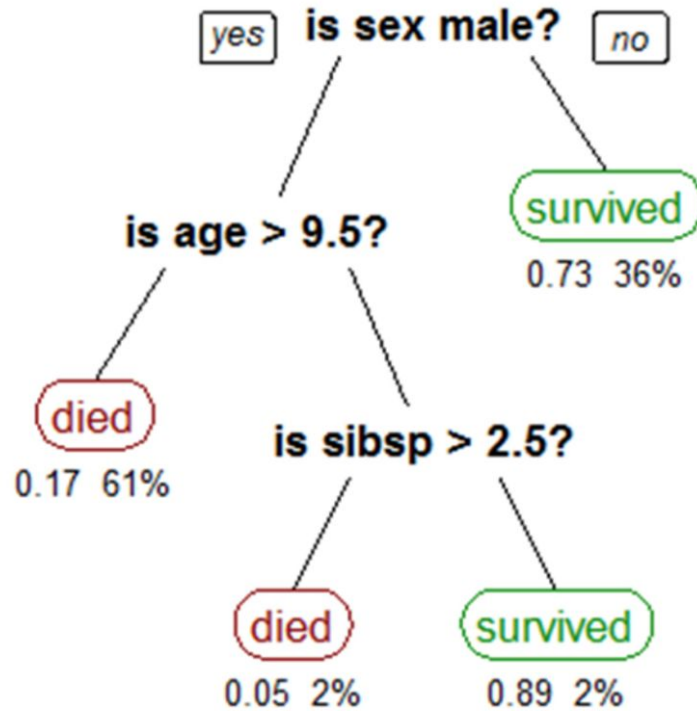 yes is sex male? no
survived
0.73 36%
is age > 9.5?
died
0.17 61%
is sibsp > 2.5?
died survived
0.05 2% 0.89 2%